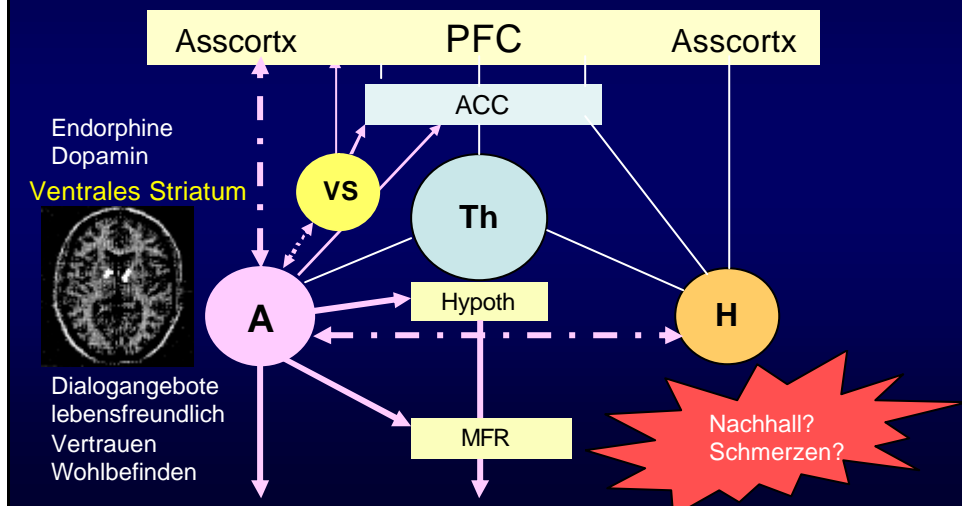 Asscortx PFC Asscortx
ACC
Endorphine
Dopamin
Ventrales Striatum
VS
Th
Hypoth
A
H
Dialogangebote
lebensfreundlich
Vertrauen
Wohlbefinden
MFR
Nachhall?
Schmerzen?